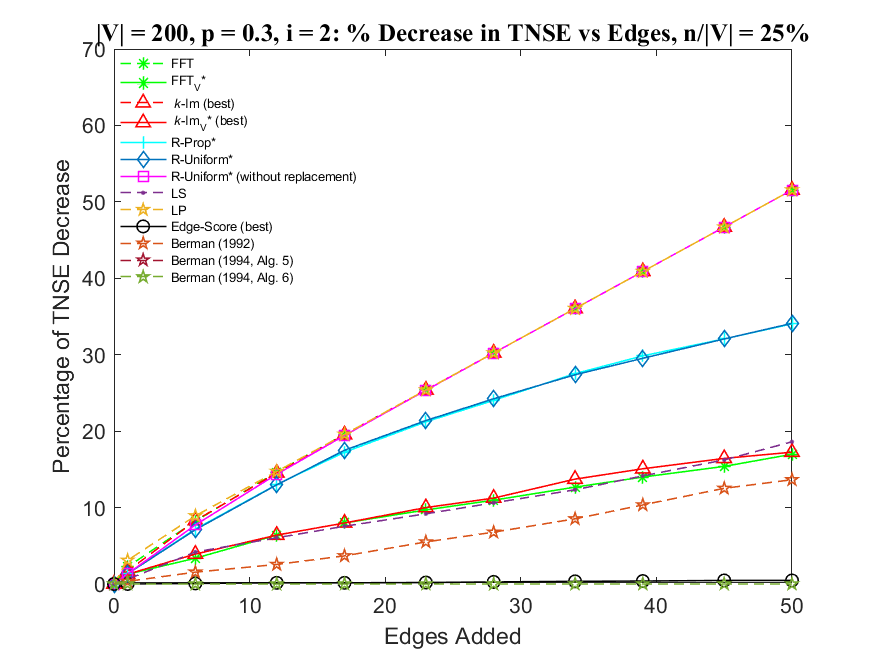 |V| = 200, p = 0.3, i = 2: % Decrease in TNSE vs Edges, n/|V| = 25%
70
60
50
40
30
20
10
0
Percentage of TNSE Decrease
FFT
FFT_V*
k-lm (best)
k-lm_V* (best)
R-Prop*
R-Uniform*
R-Uniform* (without replacement)
LS
LP
Edge-Score (best)
Berman (1992)
Berman (1994, Alg. 5)
Berman (1994, Alg. 6)
0 10 20 30 40 50
Edges Added